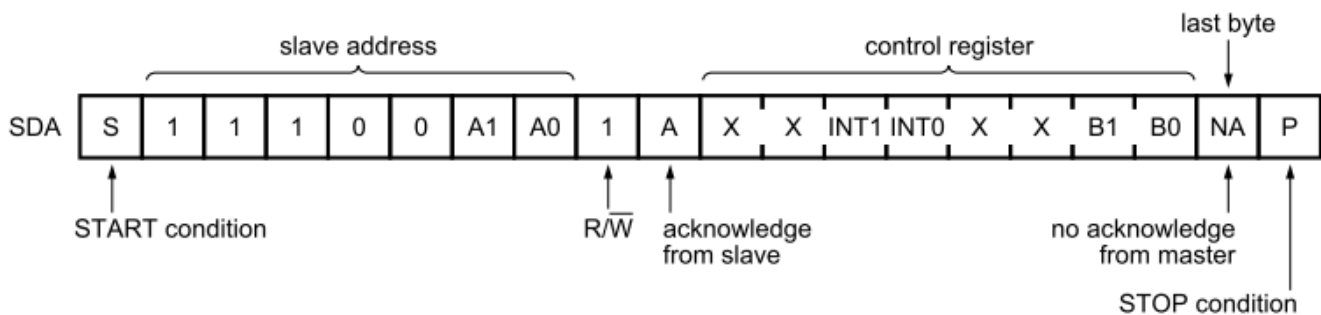 last byte
slave address control register
SDA S 1 1 1 0 0 A1 A0 1 A X X INT1 INT0 X X B1 B0 NA P
START condition R/W̅ acknowledge from slave no acknowledge from master
STOP condition